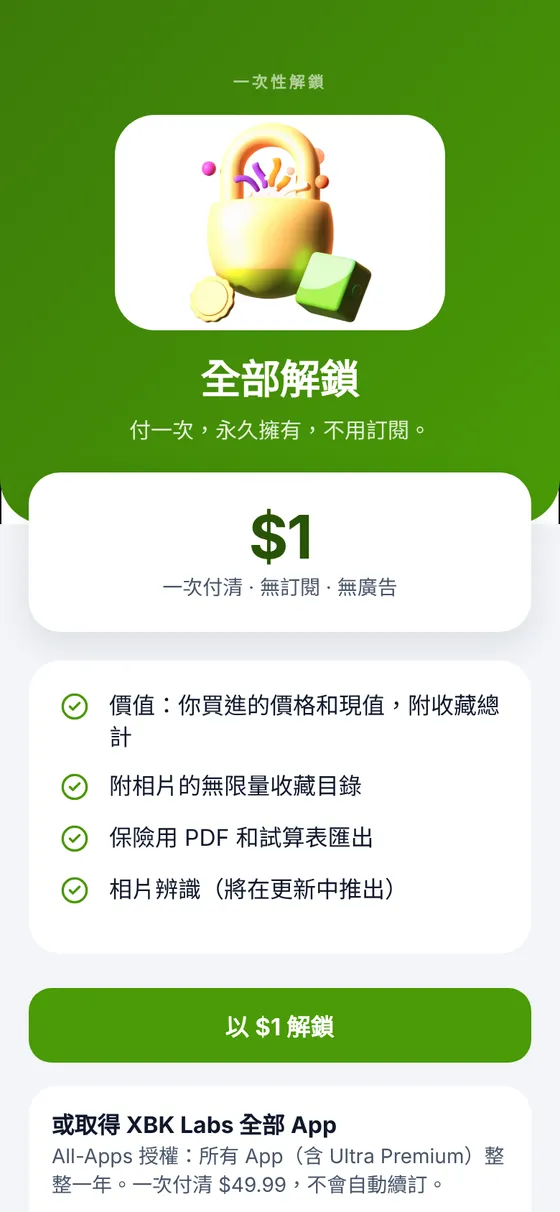 一次性解鎖
全部解鎖
付一次，永久擁有，不用訂閱。
$1
一次付清 · 無訂閱 · 無廣告
價值：你買進的價格和現值，附收藏總
計
附相片的無限量收藏目錄
保險用 PDF 和試算表匯出
相片辨識（將在更新中推出）
以 $1 解鎖
或取得 XBK Labs 全部 App
All-Apps 授權：所有 App（含 Ultra Premium）整
整一年。一次付清 $49.99，不會自動續訂。